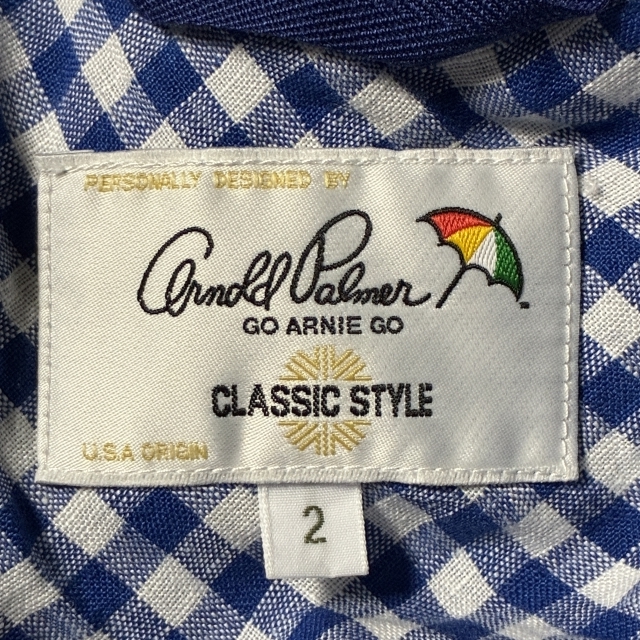 PERSONALLY DESIGNED BY
Arnold Palmer
GO ARNIE GO
CLASSIC STYLE
U.S.A ORIGIN
2